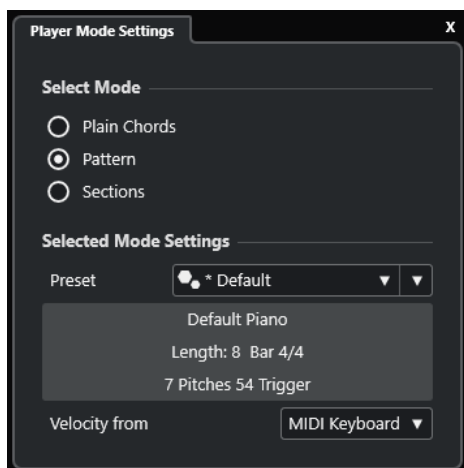 Player Mode Settings X
Select Mode
Plain Chords
Pattern
Sections
Selected Mode Settings
Preset * Default
Default Piano
Length: 8 Bar 4/4
7 Pitches 54 Trigger
Velocity from MIDI Keyboard